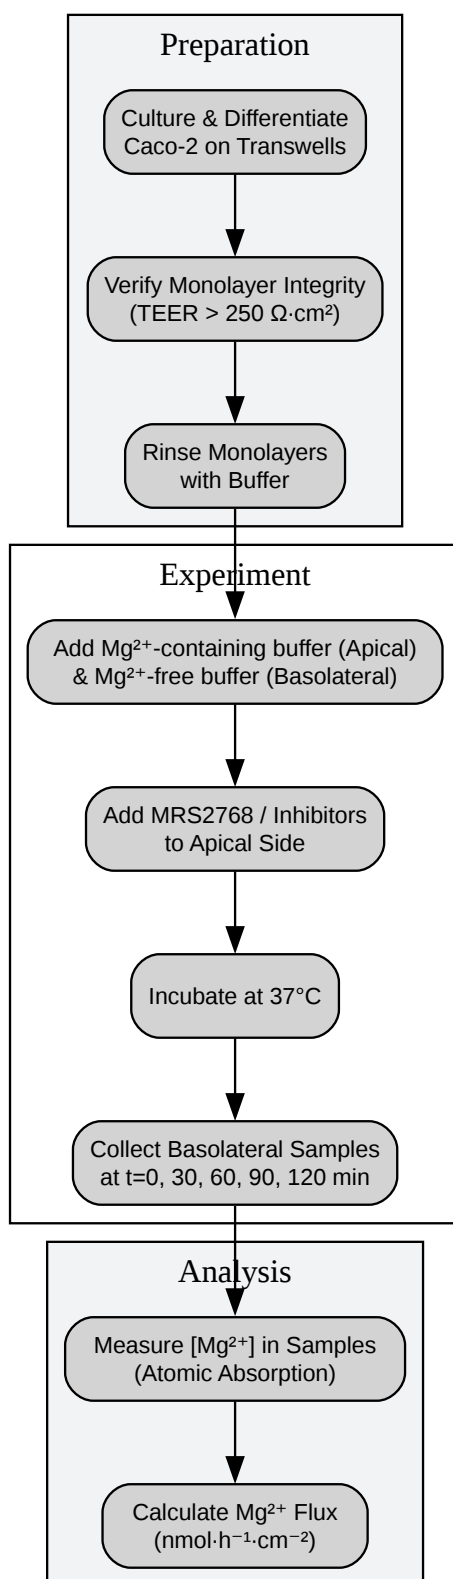 Preparation
Culture & Differentiate
Caco-2 on Transwells
Verify Monolayer Integrity
(TEER > 250 Ω·cm²)
Rinse Monolayers
with Buffer
Experiment
Add Mg²⁺-containing buffer (Apical)
& Mg²⁺-free buffer (Basolateral)
Add MRS2768 / Inhibitors
to Apical Side
Incubate at 37°C
Collect Basolateral Samples
at t=0, 30, 60, 90, 120 min
Analysis
Measure [Mg²⁺] in Samples
(Atomic Absorption)
Calculate Mg²⁺ Flux
(nmol·h⁻¹·cm⁻²)